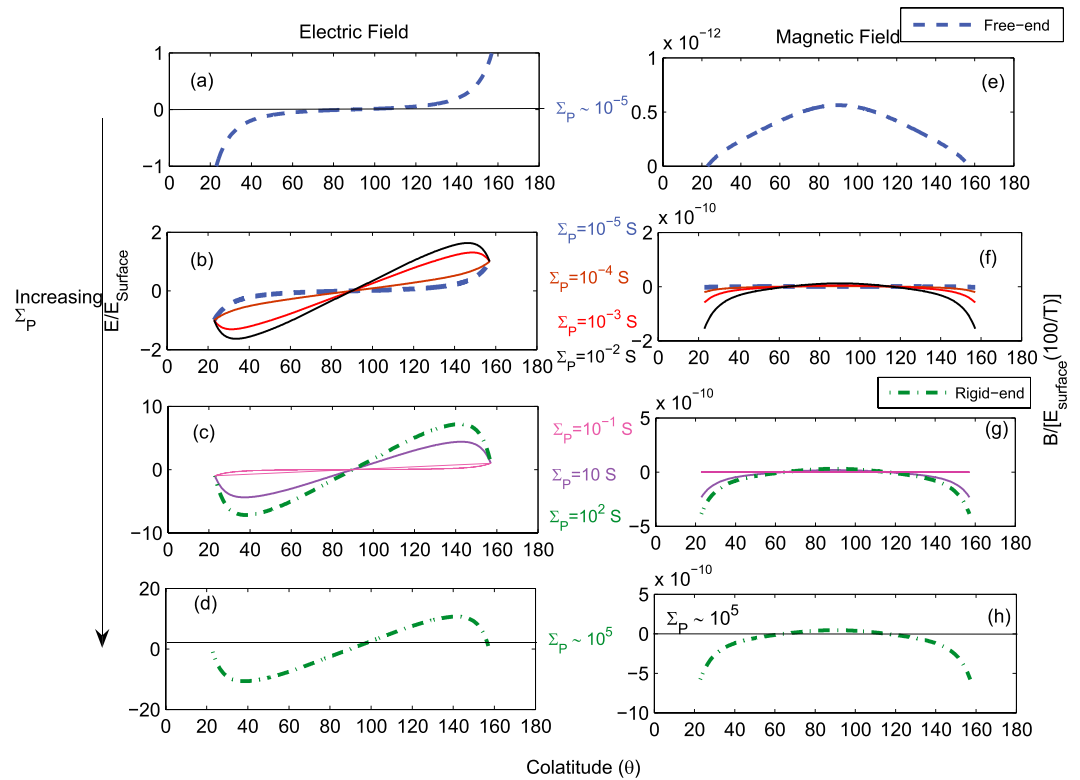 Electric Field
Magnetic Field
Free−end
x 10⁻¹²
(a)
1
0
−1
0 20 40 60 80 100 120 140 160 180
Σ_P ~ 10⁻⁵
(e)
1
0.5
0
0 20 40 60 80 100 120 140 160 180
x 10⁻¹⁰
(b)
2
0
−2
0 20 40 60 80 100 120 140 160 180
Σ_P=10⁻⁵ S
Σ_P=10⁻⁴ S
Σ_P=10⁻³ S
Σ_P=10⁻² S
(f)
2
0
−2
0 20 40 60 80 100 120 140 160 180
Increasing
Σ_P
E/E_Surface
B/[E_surface(100/T)]
Rigid−end
x 10⁻¹⁰
(c)
10
0
−10
0 20 40 60 80 100 120 140 160 180
Σ_P=10⁻¹ S
Σ_P=10 S
Σ_P=10² S
(g)
5
0
−5
0 20 40 60 80 100 120 140 160 180
x 10⁻¹⁰
(d)
20
0
−20
0 20 40 60 80 100 120 140 160 180
Σ_P ~ 10⁵
Σ_P ~ 10⁵
(h)
5
0
−5
−10
0 20 40 60 80 100 120 140 160 180
Colatitude (θ)